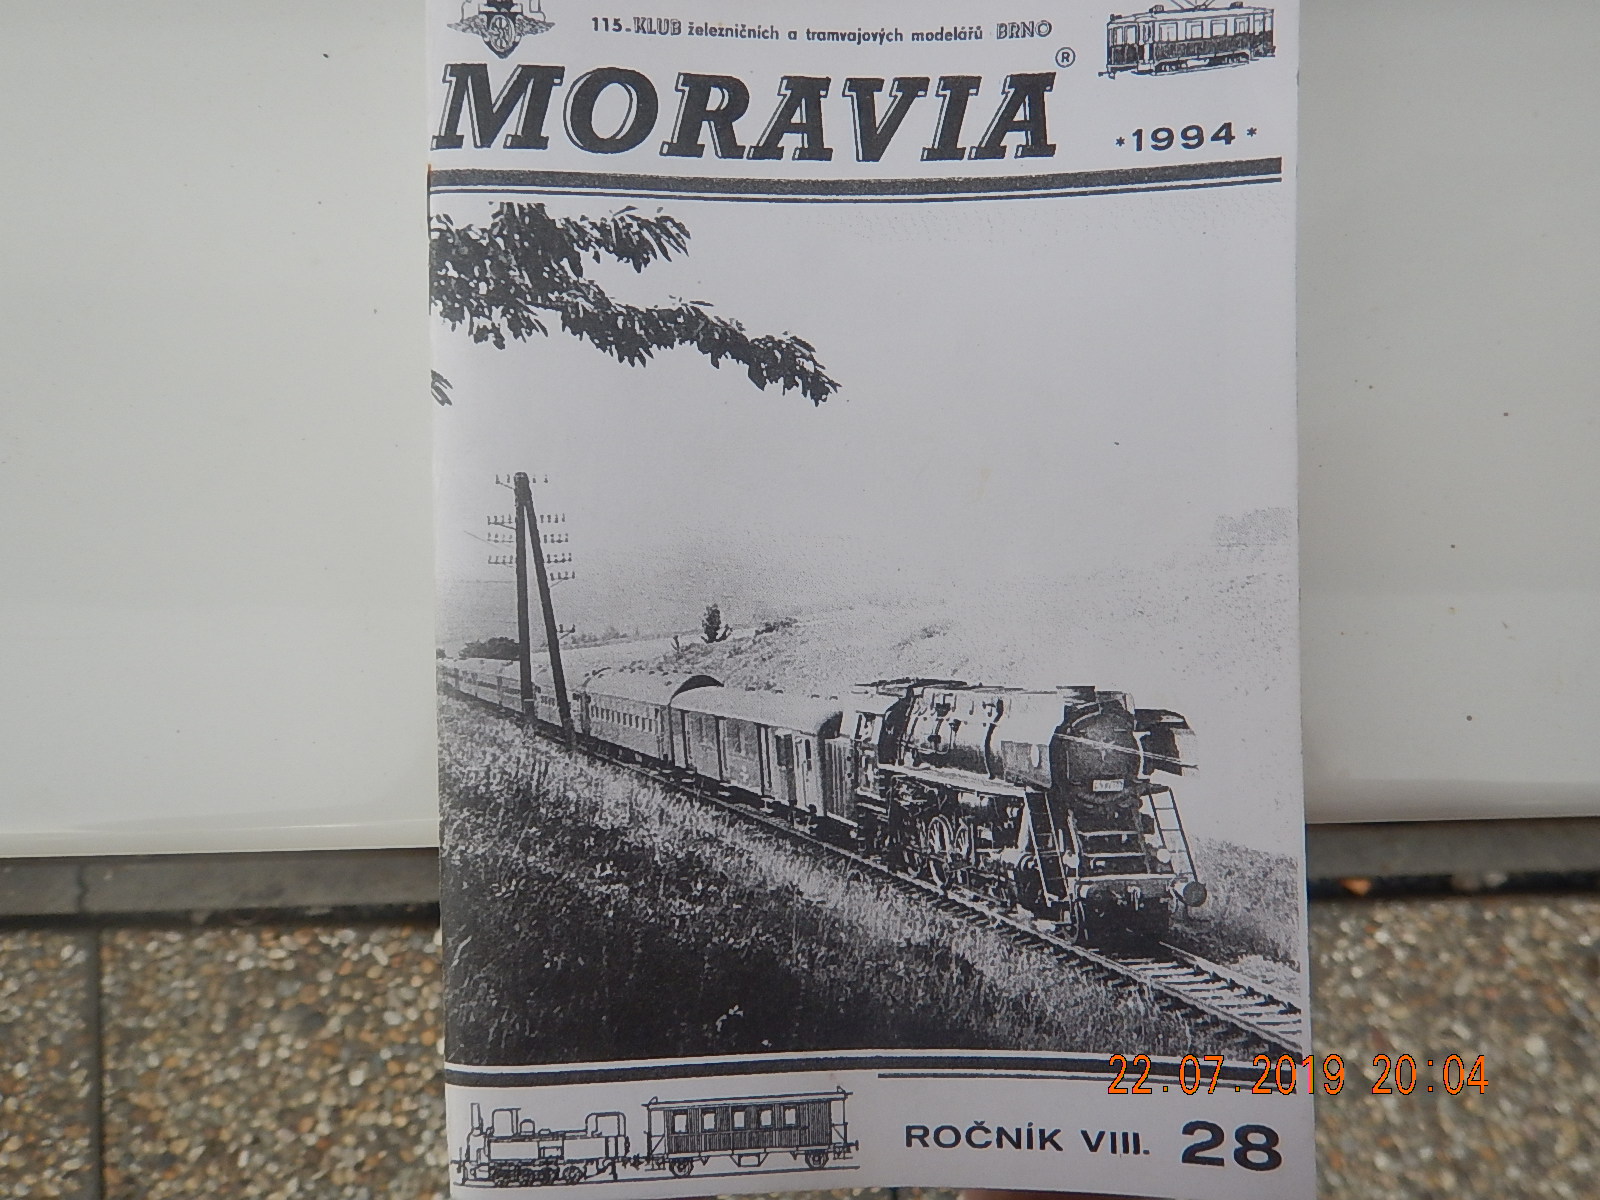 115-KLUB železničních a tramvajových modelářů BRNO
MORAVIA ®
*1994*
ROČNÍK VIII. 28
22.07.2019 20:04